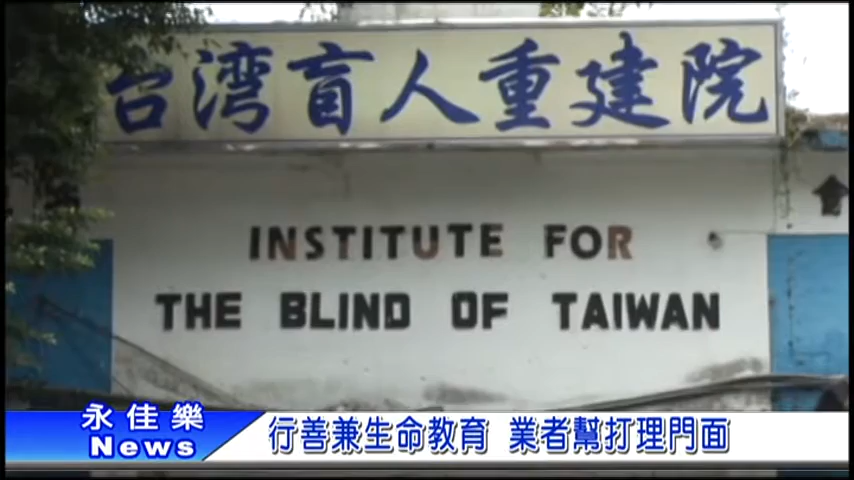 台湾盲人重建院
INSTITUTE FOR
THE BLIND OF TAIWAN
永佳樂
News
行善兼生命教育 業者幫打理門面